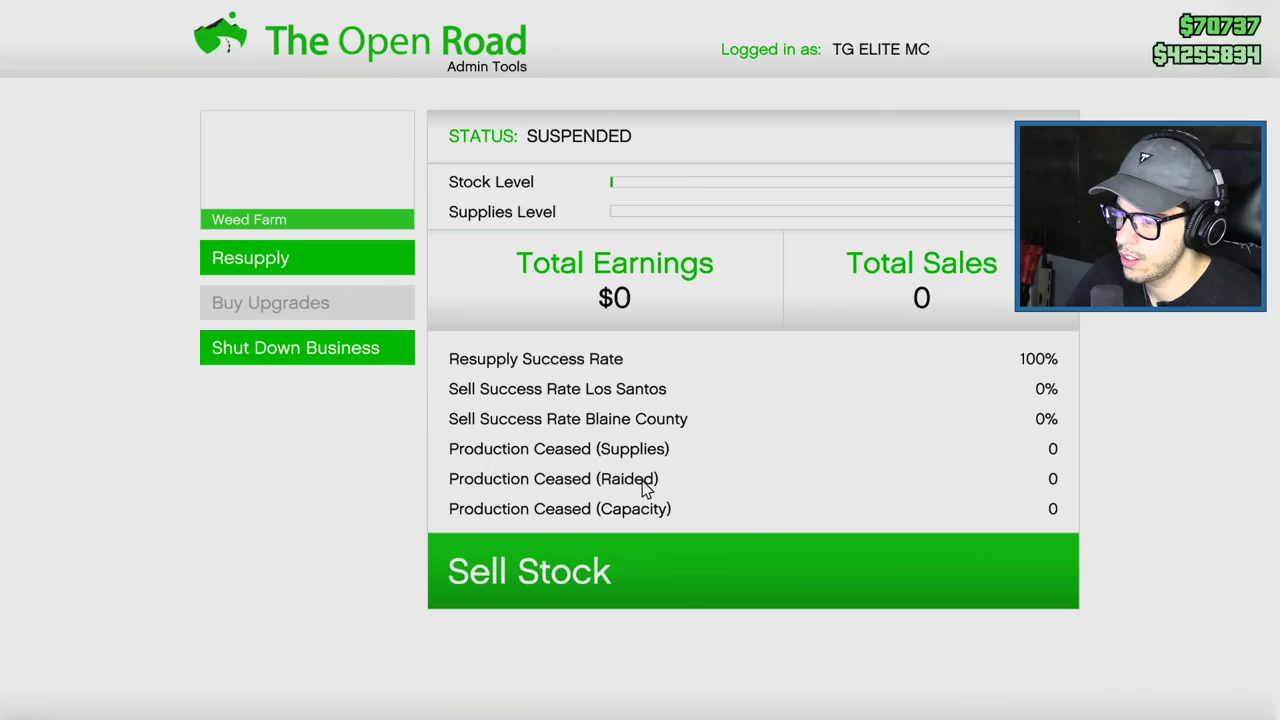 The Open Road
Admin Tools
Logged in as: TG ELITE MC
$70737
$4255834
Weed Farm
Resupply
Buy Upgrades
Shut Down Business
STATUS: SUSPENDED
Stock Level
Supplies Level
Total Earnings
$0
Total Sales
0
Resupply Success Rate 100%
Sell Success Rate Los Santos 0%
Sell Success Rate Blaine County 0%
Production Ceased (Supplies) 0
Production Ceased (Raided) 0
Production Ceased (Capacity) 0
Sell Stock